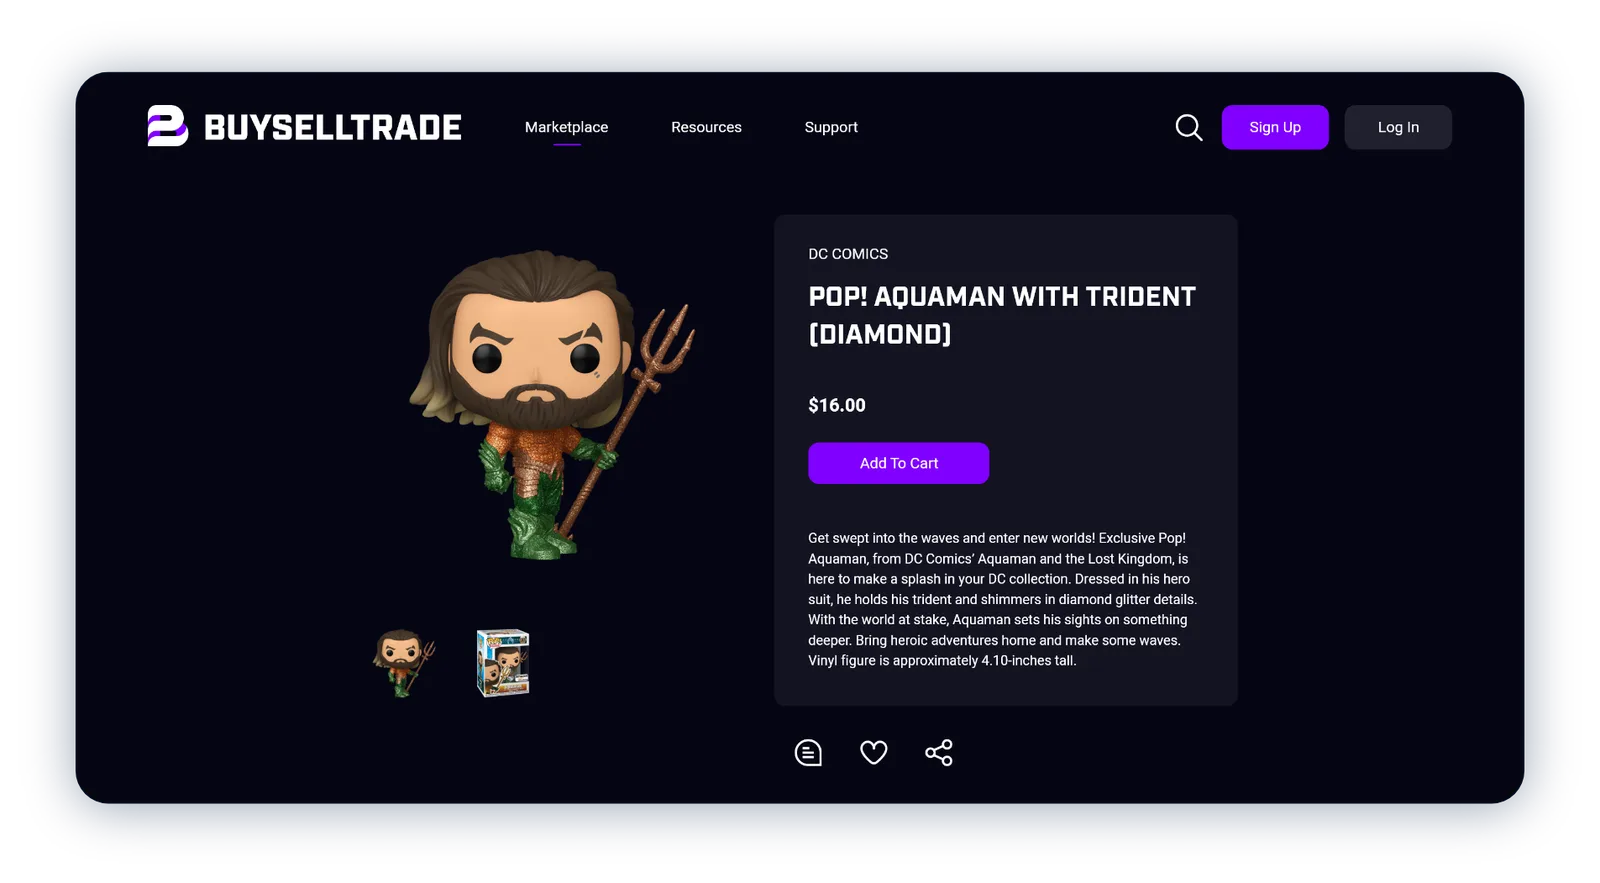 BUYSELLTRADE
Marketplace
Resources
Support
Sign Up
Log In
DC COMICS
POP! AQUAMAN WITH TRIDENT
(DIAMOND)
$16.00
Add To Cart
Get swept into the waves and enter new worlds! Exclusive Pop!
Aquaman, from DC Comics’ Aquaman and the Lost Kingdom, is
here to make a splash in your DC collection. Dressed in his hero
suit, he holds his trident and shimmers in diamond glitter details.
With the world at stake, Aquaman sets his sights on something
deeper. Bring heroic adventures home and make some waves.
Vinyl figure is approximately 4.10-inches tall.